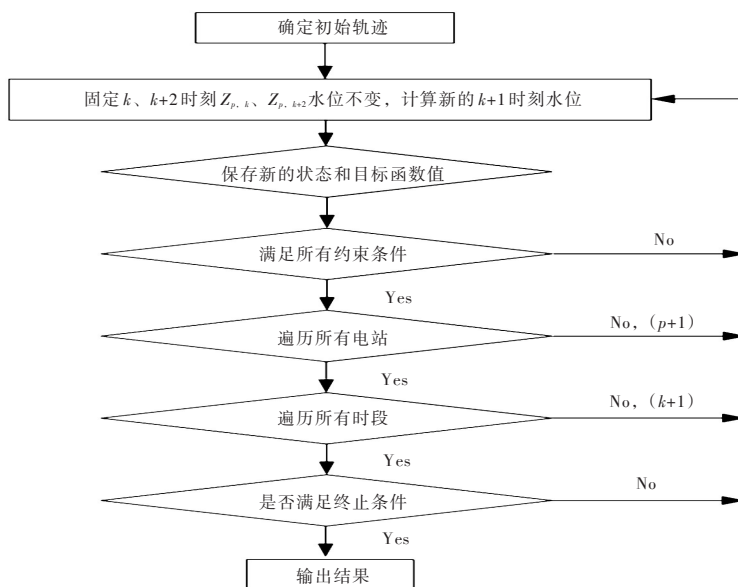 确定初始轨迹
固定k、k+2时刻Z_{p, k}、Z_{p, k+2}水位不变，计算新的k+1时刻水位
保存新的状态和目标函数值
满足所有约束条件
No
Yes
遍历所有电站
No, (p+1)
Yes
遍历所有时段
No, (k+1)
Yes
是否满足终止条件
No
Yes
输出结果